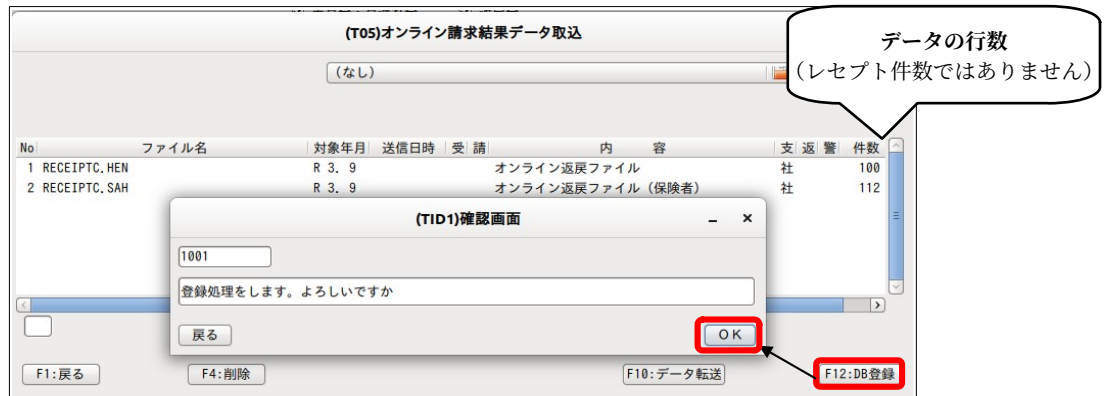 (T05)オンライン請求結果データ取込
データの行数
(レセプト件数ではありません)
(なし)
No ファイル名 対象年月 送信日時 受 請 内 容 支 返 警 件数
1 RECEIPTC.HEN R 3. 9 オンライン返戻ファイル 社 100
2 RECEIPTC.SAH R 3. 9 オンライン返戻ファイル（保険者） 社 112
(TID1)確認画面
1001
登録処理をします。よろしいですか
戻る OK
F1:戻る F4:削除 F10:データ転送 F12:DB登録